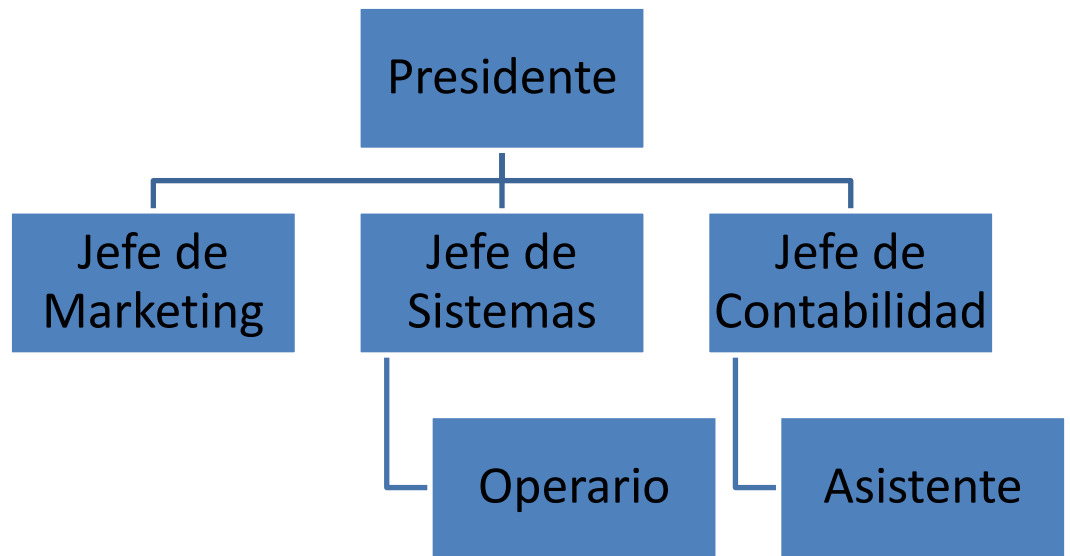 Presidente
Jefe de
Marketing
Jefe de
Sistemas
Jefe de
Contabilidad
Operario
Asistente